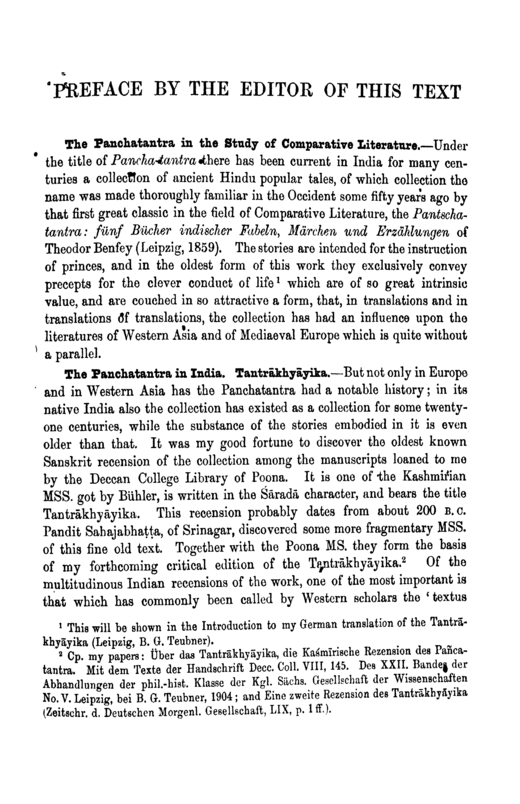 PREFACE BY THE EDITOR OF THIS TEXT
The Panchatantra in the Study of Comparative Literature.—Under
the title of Pancha-tantra there has been current in India for many cen-
turies a collection of ancient Hindu popular tales, of which collection the
name was made thoroughly familiar in the Occident some fifty years ago by
that first great classic in the field of Comparative Literature, the Pantscha-
tantra: fünf Bücher indischer Fabeln, Märchen und Erzählungen of
Theodor Benfey (Leipzig, 1859). The stories are intended for the instruction
of princes, and in the oldest form of this work they exclusively convey
precepts for the clever conduct of life¹ which are of so great intrinsic
value, and are couched in so attractive a form, that, in translations and in
translations of translations, the collection has had an influence upon the
literatures of Western Asia and of Mediaeval Europe which is quite without
a parallel.
The Panchatantra in India. Tantrākhyāyika.—But not only in Europe
and in Western Asia has the Panchatantra had a notable history; in its
native India also the collection has existed as a collection for some twenty-
one centuries, while the substance of the stories embodied in it is even
older than that. It was my good fortune to discover the oldest known
Sanskrit recension of the collection among the manuscripts loaned to me
by the Deccan College Library of Poona. It is one of the Kashmirian
MSS. got by Bühler, is written in the Śāradā character, and bears the title
Tantrākhyāyika. This recension probably dates from about 200 B.C.
Pandit Sahajabhaṭṭa, of Srinagar, discovered some more fragmentary MSS.
of this fine old text. Together with the Poona MS. they form the basis
of my forthcoming critical edition of the Tantrākhyāyika.² Of the
multitudinous Indian recensions of the work, one of the most important is
that which has commonly been called by Western scholars the ‘textus
¹ This will be shown in the Introduction to my German translation of the Tantrā-
khyāyika (Leipzig, B. G. Teubner).
² Cp. my papers: Über das Tantrākhyāyika, die Kaśmīrische Rezension des Pañca-
tantra. Mit dem Texte der Handschrift Decc. Coll. VIII, 145. Des XXII. Bandes der
Abhandlungen der phil.-hist. Klasse der Kgl. Sächs. Gesellschaft der Wissenschaften
No. V. Leipzig, bei B. G. Teubner, 1904; and Eine zweite Rezension des Tantrākhyāyika
(Zeitschr. d. Deutschen Morgenl. Gesellschaft, LIX, p. 1 ff.).